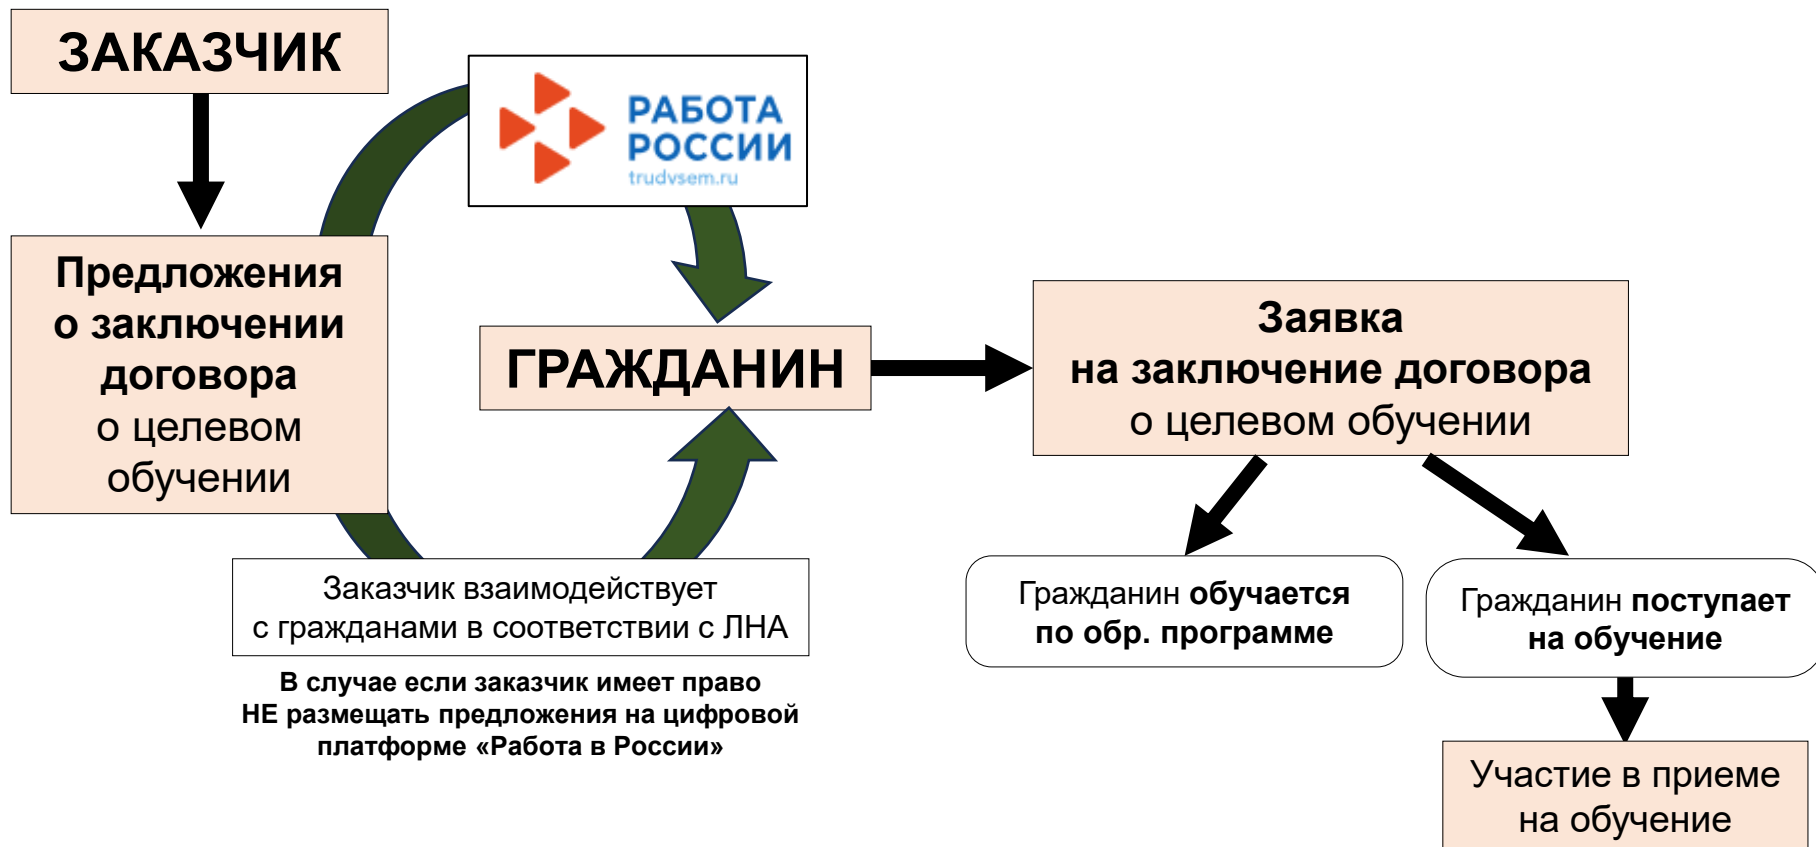 ЗАКАЗЧИК
РАБОТА
РОССИИ
trudvsem.ru
Предложения
о заключении
договора
о целевом
обучении
ГРАЖДАНИН
Заявка
на заключение договора
о целевом обучении
Заказчик взаимодействует
с гражданами в соответствии с ЛНА
В случае если заказчик имеет право
НЕ размещать предложения на цифровой
платформе «Работа в России»
Гражданин обучается
по обр. программе
Гражданин поступает
на обучение
Участие в приеме
на обучение